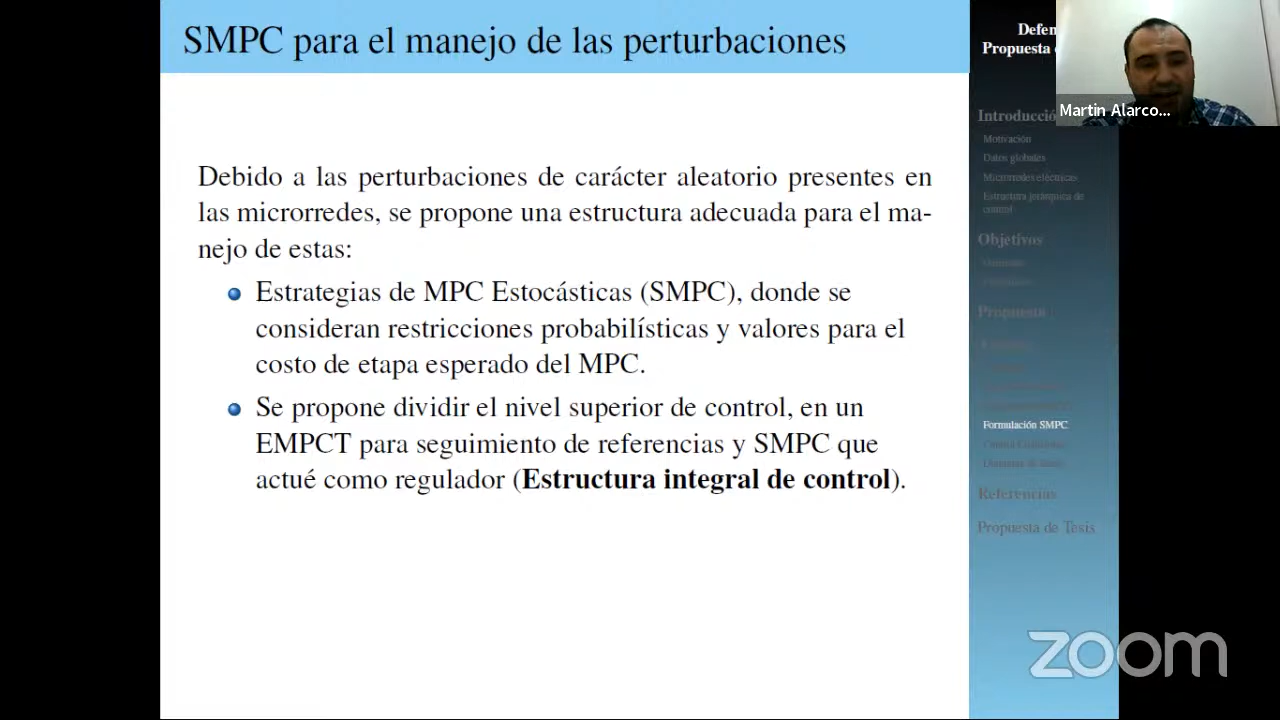 SMPC para el manejo de las perturbaciones
Debido a las perturbaciones de carácter aleatorio presentes en
las microrredes, se propone una estructura adecuada para el ma-
nejo de estas:
Estrategias de MPC Estocásticas (SMPC), donde se
consideran restricciones probabilísticas y valores para el
costo de etapa esperado del MPC.
Se propone dividir el nivel superior de control, en un
EMPCT para seguimiento de referencias y SMPC que
actué como regulador (Estructura integral de control).
Defen
Propuesta
Martin Alarco...
Introducció
Motivación
Datos globales
Microrredes eléctricas
Estructura jerárquica de
control
Objetivos
Propuesta
Formulación SMPC
Referencias
Propuesta de Tesis
zoom